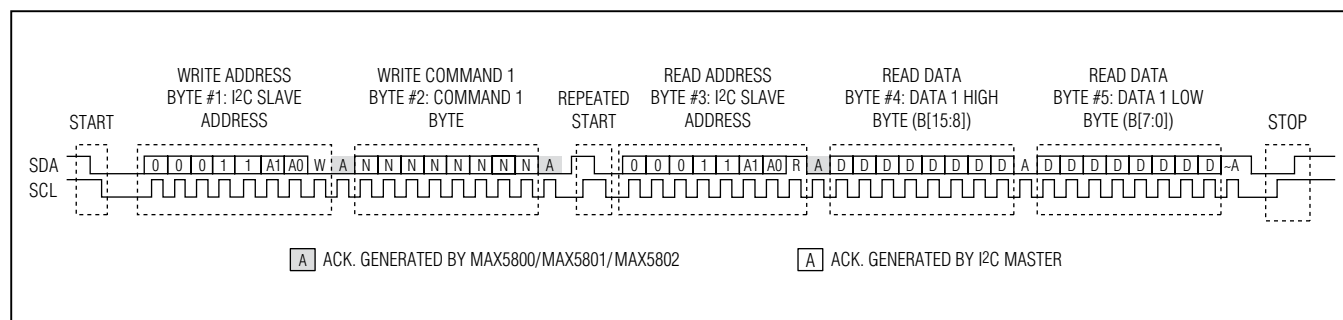 WRITE ADDRESS
BYTE #1: I2C SLAVE
ADDRESS
WRITE COMMAND 1
BYTE #2: COMMAND 1
BYTE
READ ADDRESS
BYTE #3: I2C SLAVE
ADDRESS
READ DATA
BYTE #4: DATA 1 HIGH
BYTE (B[15:8])
READ DATA
BYTE #5: DATA 1 LOW
BYTE (B[7:0])
START
REPEATED
START
STOP
SDA
0 0 0 1 1 A1 A0 W A N N N N N N N N A 0 0 0 1 1 A1 A0 R A D D D D D D D D A D D D D D D D D ~A
SCL
A ACK. GENERATED BY MAX5800/MAX5801/MAX5802
A ACK. GENERATED BY I2C MASTER